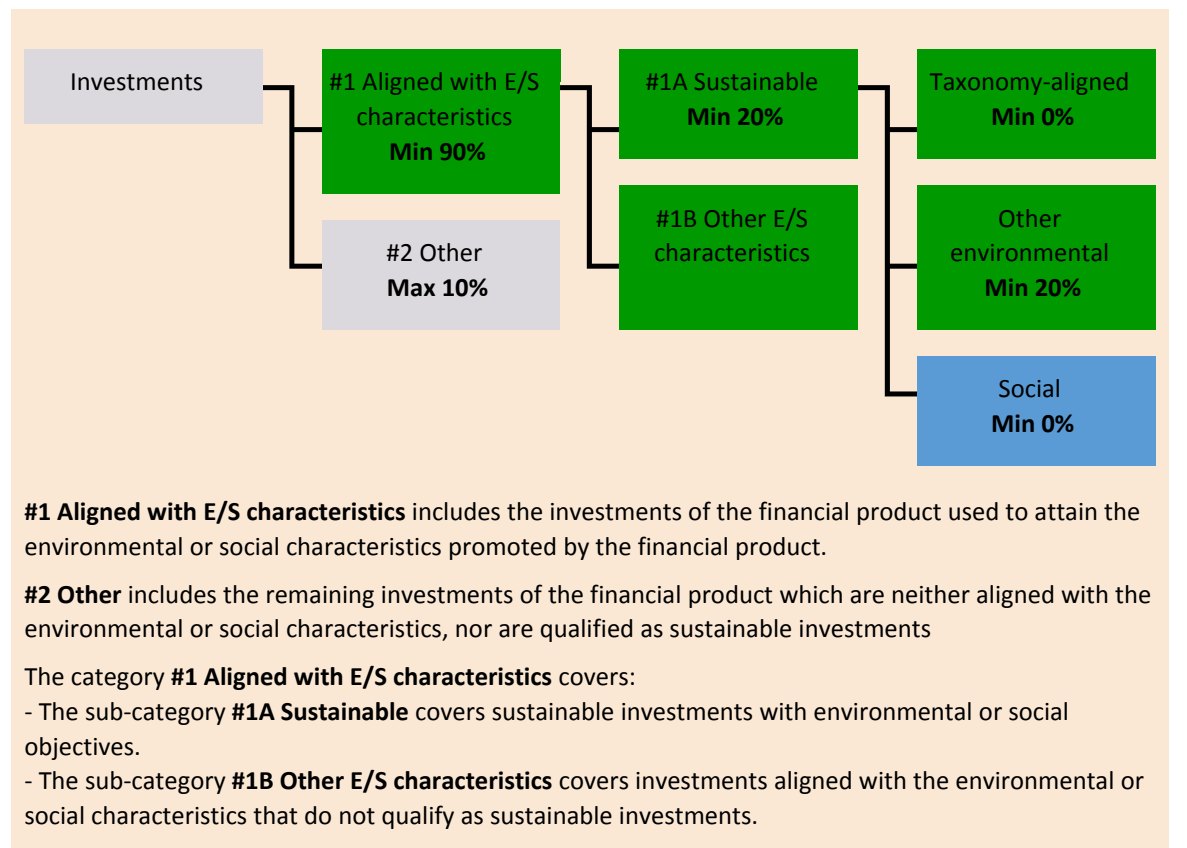 Investments
#1 Aligned with E/S
characteristics
Min 90%
#2 Other
Max 10%
#1A Sustainable
Min 20%
#1B Other E/S
characteristics
Taxonomy-aligned
Min 0%
Other
environmental
Min 20%
Social
Min 0%
#1 Aligned with E/S characteristics includes the investments of the financial product used to attain the
environmental or social characteristics promoted by the financial product.
#2 Other includes the remaining investments of the financial product which are neither aligned with the
environmental or social characteristics, nor are qualified as sustainable investments
The category #1 Aligned with E/S characteristics covers:
- The sub-category #1A Sustainable covers sustainable investments with environmental or social
objectives.
- The sub-category #1B Other E/S characteristics covers investments aligned with the environmental or
social characteristics that do not qualify as sustainable investments.